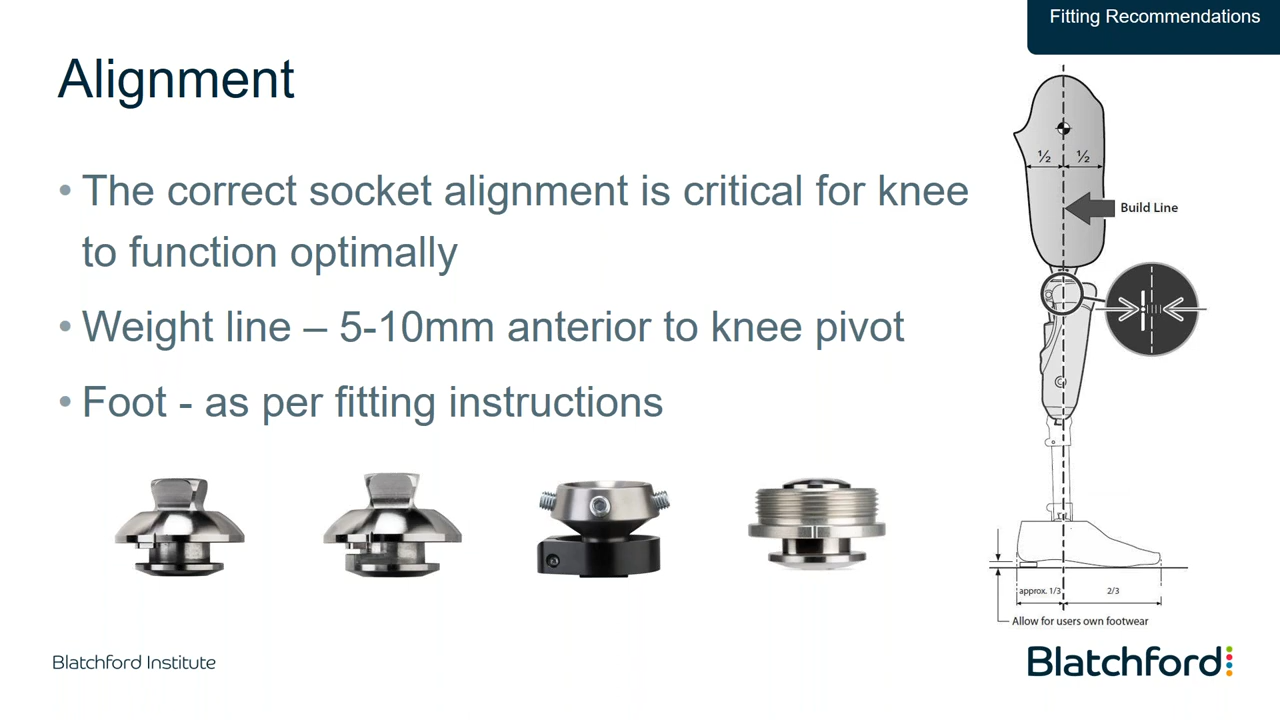 Fitting Recommendations
Alignment
• The correct socket alignment is critical for knee
to function optimally
• Weight line – 5-10mm anterior to knee pivot
• Foot - as per fitting instructions
½ ½
Build Line
approx. 1/3 2/3
Allow for users own footwear
Blatchford Institute
Blatchford